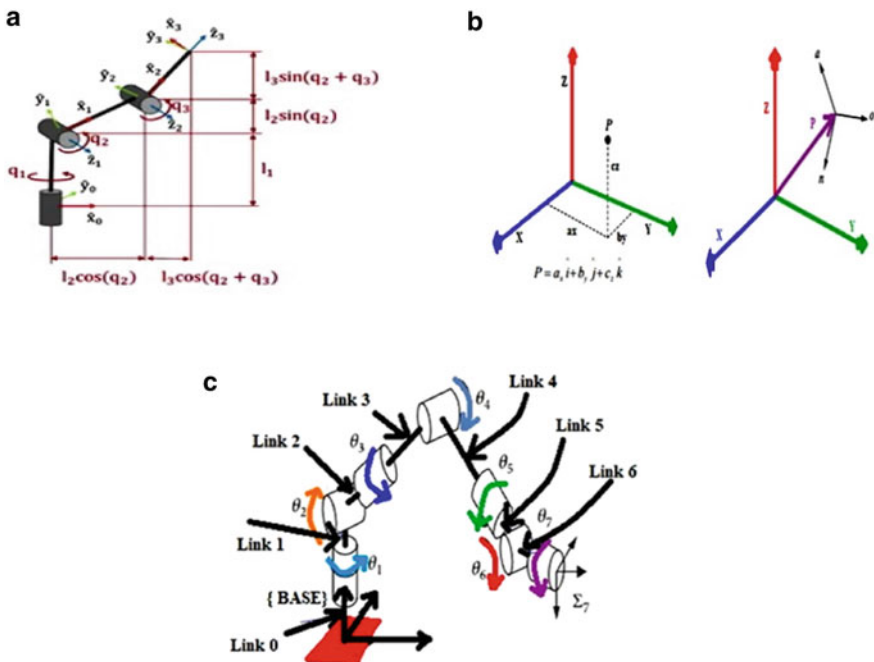 a
x̂₃
ŷ₃
ẑ₃
ŷ₂
x̂₂
l₃sin(q₂ + q₃)
ŷ₁
x̂₁
q₃
ẑ₂
l₂sin(q₂)
q₂
ẑ₁
l₁
q₁
ŷ₀
x̂₀
l₂cos(q₂)
l₃cos(q₂ + q₃)
b
Z
P
cz
X
ax
by
Y
P = aₓ i + bᵧ j + c_z k
a
Z
P
o
n
X
Y
c
Link 3
θ₄
Link 4
Link 2
θ₃
Link 5
θ₂
θ₅
Link 6
Link 1
θ₇
θ₁
θ₆
{ BASE}
Σ₇
Link 0